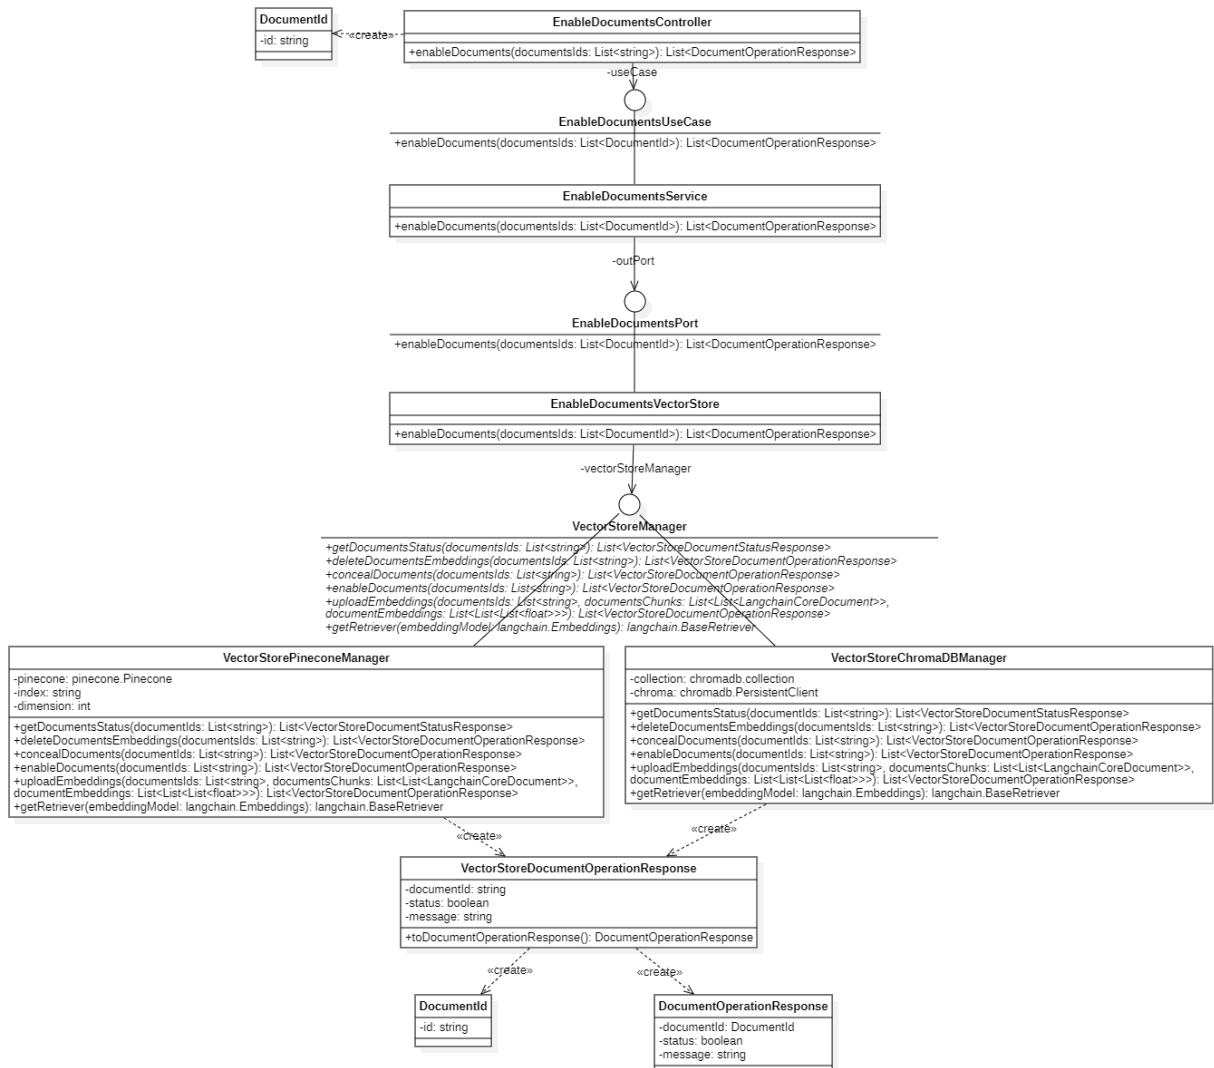 DocumentId
-id: string
«create»
EnableDocumentsController
+enableDocuments(documentsIds: List<string>): List<DocumentOperationResponse>
-useCase
EnableDocumentsUseCase
+enableDocuments(documentsIds: List<DocumentId>): List<DocumentOperationResponse>
EnableDocumentsService
+enableDocuments(documentsIds: List<DocumentId>): List<DocumentOperationResponse>
-outPort
EnableDocumentsPort
+enableDocuments(documentsIds: List<DocumentId>): List<DocumentOperationResponse>
EnableDocumentsVectorStore
+enableDocuments(documentsIds: List<DocumentId>): List<DocumentOperationResponse>
-vectorStoreManager
VectorStoreManager
+getDocumentsStatus(documentsIds: List<string>): List<VectorStoreDocumentStatusResponse>
+deleteDocumentsEmbeddings(documentsIds: List<string>): List<VectorStoreDocumentOperationResponse>
+concealDocuments(documentsIds: List<string>): List<VectorStoreDocumentOperationResponse>
+enableDocuments(documentsIds: List<string>): List<VectorStoreDocumentOperationResponse>
+uploadEmbeddings(documentsIds: List<string>, documentsChunks: List<List<LangchainCoreDocument>>,
documentEmbeddings: List<List<List<float>>>): List<VectorStoreDocumentOperationResponse>
+getRetriever(embeddingModel: langchain.Embeddings): langchain.BaseRetriever
VectorStorePineconeManager
-pinecone: pinecone.Pinecone
-index: string
-dimension: int
+getDocumentsStatus(documentIds: List<string>): List<VectorStoreDocumentStatusResponse>
+deleteDocumentsEmbeddings(documentsIds: List<string>): List<VectorStoreDocumentOperationResponse>
+concealDocuments(documentIds: List<string>): List<VectorStoreDocumentOperationResponse>
+enableDocuments(documentIds: List<string>): List<VectorStoreDocumentOperationResponse>
+uploadEmbeddings(documentsIds: List<string>, documentsChunks: List<List<LangchainCoreDocument>>,
documentEmbeddings: List<List<List<float>>>): List<VectorStoreDocumentOperationResponse>
+getRetriever(embeddingModel: langchain.Embeddings): langchain.BaseRetriever
VectorStoreChromaDBManager
-collection: chromadb.collection
-chroma: chromadb.PersistentClient
+getDocumentsStatus(documentIds: List<string>): List<VectorStoreDocumentStatusResponse>
+deleteDocumentsEmbeddings(documentsIds: List<string>): List<VectorStoreDocumentOperationResponse>
+concealDocuments(documentIds: List<string>): List<VectorStoreDocumentOperationResponse>
+enableDocuments(documentIds: List<string>): List<VectorStoreDocumentOperationResponse>
+uploadEmbeddings(documentsIds: List<string>, documentsChunks: List<List<LangchainCoreDocument>>,
documentEmbeddings: List<List<List<float>>>): List<VectorStoreDocumentOperationResponse>
+getRetriever(embeddingModel: langchain.Embeddings): langchain.BaseRetriever
«create»
«create»
VectorStoreDocumentOperationResponse
-documentId: string
-status: boolean
-message: string
+toDocumentOperationResponse(): DocumentOperationResponse
«create»
«create»
DocumentId
-id: string
DocumentOperationResponse
-documentId: DocumentId
-status: boolean
-message: string